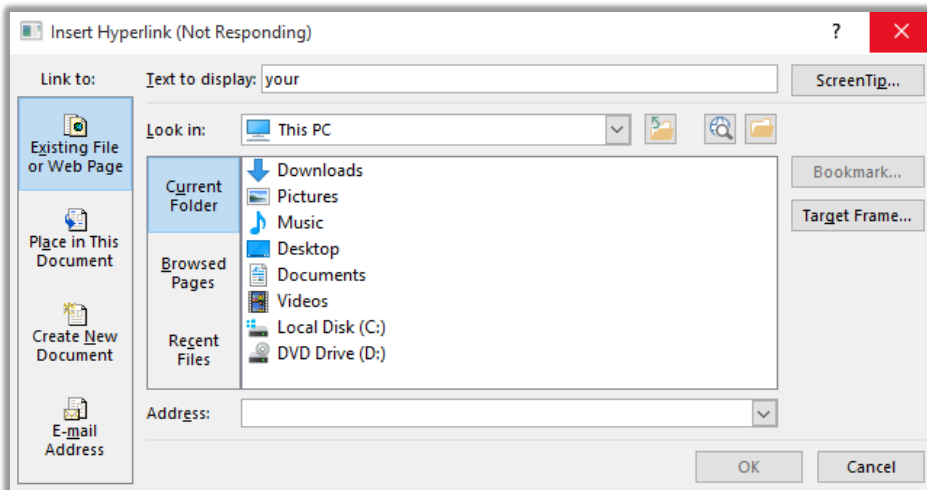 Insert Hyperlink (Not Responding)
?
Link to:
Text to display: your
ScreenTip...
Existing File
or Web Page
Place in This
Document
Create New
Document
E-mail
Address
Look in:
This PC
Current
Folder
Browsed
Pages
Recent
Files
Downloads
Pictures
Music
Desktop
Documents
Videos
Local Disk (C:)
DVD Drive (D:)
Bookmark...
Target Frame...
Address:
OK
Cancel